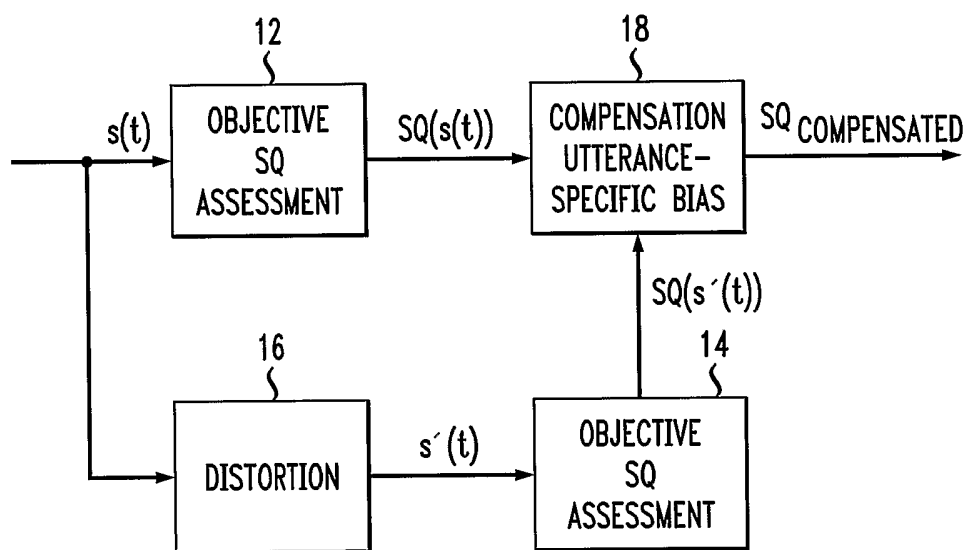 12
18
s(t)
OBJECTIVE
SQ
ASSESSMENT
SQ(s(t))
COMPENSATION
UTTERANCE-
SPECIFIC BIAS
SQ COMPENSATED
SQ(s´(t))
16
14
DISTORTION
s´(t)
OBJECTIVE
SQ
ASSESSMENT